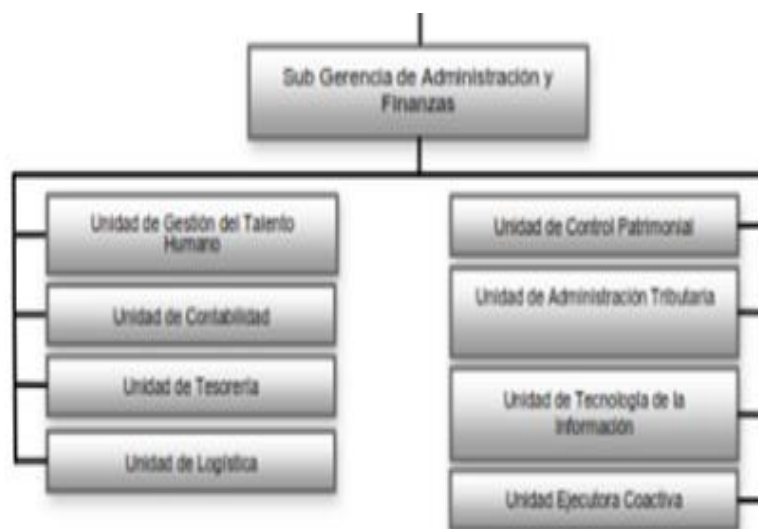 Sub Gerencia de Administración y
Finanzas
Unidad de Gestión del Talento
Humano
Unidad de Contabilidad
Unidad de Tesorería
Unidad de Logística
Unidad de Control Patrimonial
Unidad de Administración Tributaria
Unidad de Tecnología de la
Información
Unidad Ejecutora Coactiva